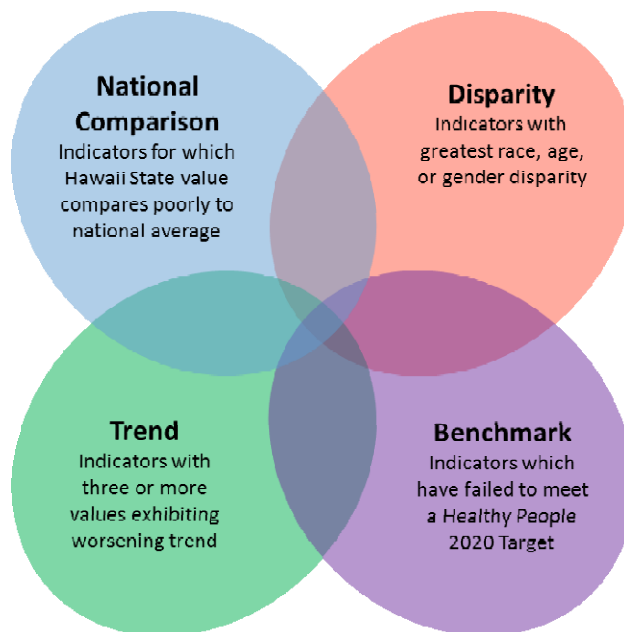 National
Comparison
Indicators for which
Hawaii State value
compares poorly to
national average
Disparity
Indicators with
greatest race, age,
or gender disparity
Trend
Indicators with
three or more
values exhibiting
worsening trend
Benchmark
Indicators which
have failed to meet
a Healthy People
2020 Target